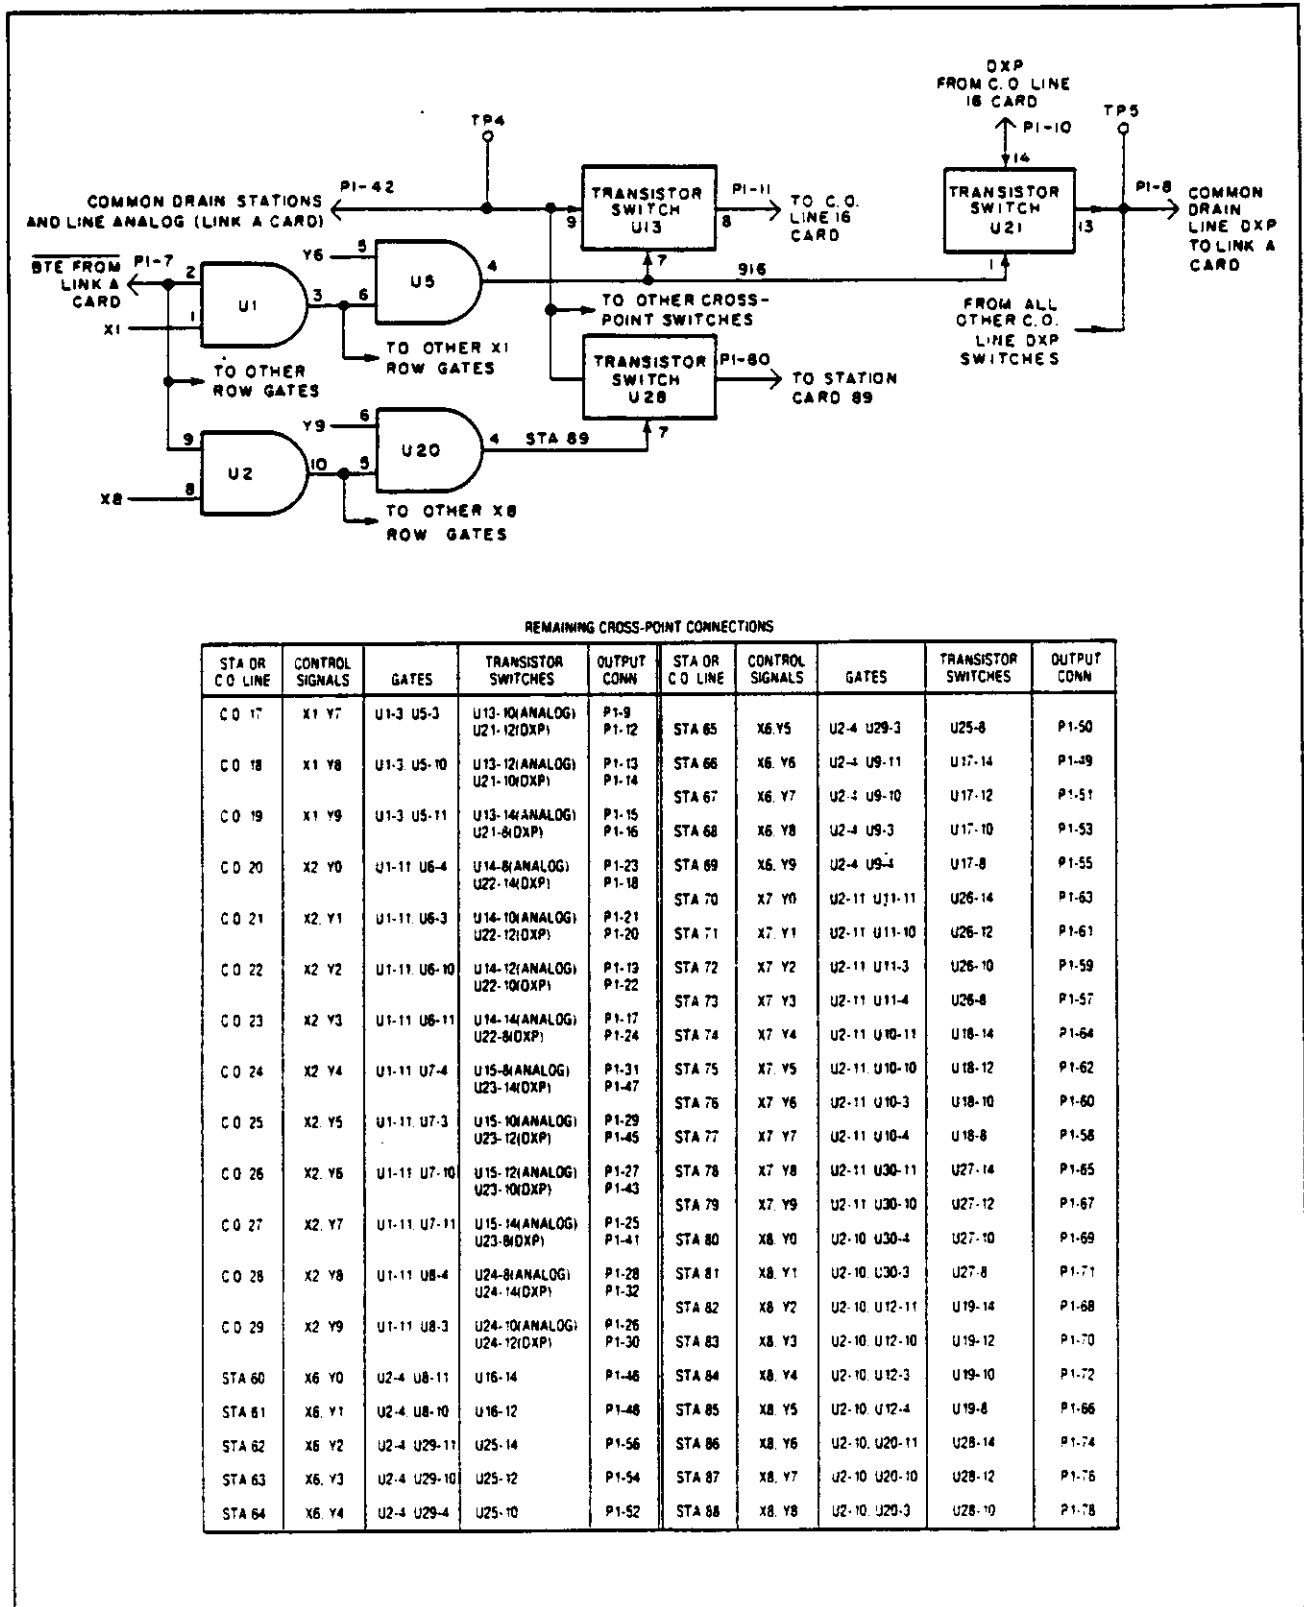 DXP
FROM C.O LINE
16 CARD
TP4
P1-10
TP5
14
P1-42
COMMON DRAIN STATIONS
AND LINE ANALOG (LINK A CARD)
9
TRANSISTOR
SWITCH
U13
P1-11
8
TO C.O.
LINE 16
CARD
7
TRANSISTOR
SWITCH
U21
13
1
P1-8
COMMON
DRAIN
LINE DXP
TO LINK A
CARD
BTE FROM
LINK A
CARD
P1-7
2
U1
3
1
X1
Y6
5
6
U5
4
916
TO OTHER CROSS-
POINT SWITCHES
FROM ALL
OTHER C.O.
LINE DXP
SWITCHES
TO OTHER
ROW GATES
TO OTHER X1
ROW GATES
TRANSISTOR
SWITCH
U28
P1-80
TO STATION
CARD 89
7
9
U2
10
8
X8
Y9
6
5
U20
4
STA 89
TO OTHER X8
ROW GATES
REMAINING CROSS-POINT CONNECTIONS
STA OR C O LINE CONTROL SIGNALS GATES TRANSISTOR SWITCHES OUTPUT CONN STA OR C O LINE CONTROL SIGNALS GATES TRANSISTOR SWITCHES OUTPUT CONN
C O 17 X1 Y7 U1-3 U5-3 U13-10(ANALOG) P1-9
U21-12(DXP) P1-12
C O 18 X1 Y8 U1-3 U5-10 U13-12(ANALOG) P1-13
U21-10(DXP) P1-14
C O 19 X1 Y9 U1-3 U5-11 U13-14(ANALOG) P1-15
U21-8(DXP) P1-16
C O 20 X2 Y0 U1-11 U6-4 U14-8(ANALOG) P1-23
U22-14(DXP) P1-18
C O 21 X2. Y1 U1-11. U6-3 U14-10(ANALOG) P1-21
U22-12(DXP) P1-20
C O 22 X2 Y2 U1-11. U6-10 U14-12(ANALOG) P1-19
U22-10(DXP) P1-22
C O 23 X2 Y3 U1-11 U6-11 U14-14(ANALOG) P1-17
U22-8(DXP) P1-24
C O 24 X2 Y4 U1-11 U7-4 U15-8(ANALOG) P1-31
U23-14(DXP) P1-47
C O 25 X2. Y5 U1-11. U7-3 U15-10(ANALOG) P1-29
U23-12(DXP) P1-45
C O 26 X2. Y6 U1-11 U7-10 U15-12(ANALOG) P1-27
U23-10(DXP) P1-43
C O 27 X2. Y7 U1-11. U7-11 U15-14(ANALOG) P1-25
U23-8(DXP) P1-41
C O 28 X2 Y8 U1-11 U8-4 U24-8(ANALOG) P1-28
U24-14(DXP) P1-32
C O 29 X2 Y9 U1-11 U8-3 U24-10(ANALOG) P1-26
U24-12(DXP) P1-30
STA 60 X6 Y0 U2-4 U8-11 U16-14 P1-46
STA 61 X6. Y1 U2-4. U8-10 U16-12 P1-48
STA 62 X6 Y2 U2-4 U29-11 U25-14 P1-56
STA 63 X6. Y3 U2-4 U29-10 U25-12 P1-54
STA 64 X6. Y4 U2-4 U29-4 U25-10 P1-52
STA 65 X6.Y5 U2-4 U29-3 U25-8 P1-50
STA 66 X6. Y6 U2-4 U9-11 U17-14 P1-49
STA 67 X6. Y7 U2-4 U9-10 U17-12 P1-51
STA 68 X6. Y8 U2-4 U9-3 U17-10 P1-53
STA 69 X6. Y9 U2-4 U9-4 U17-8 P1-55
STA 70 X7 Y0 U2-11 U11-11 U26-14 P1-63
STA 71 X7. Y1 U2-11 U11-10 U26-12 P1-61
STA 72 X7 Y2 U2-11 U11-3 U26-10 P1-59
STA 73 X7 Y3 U2-11 U11-4 U26-8 P1-57
STA 74 X7 Y4 U2-11 U10-11 U18-14 P1-64
STA 75 X7. Y5 U2-11. U10-10 U18-12 P1-62
STA 76 X7 Y6 U2-11 U10-3 U18-10 P1-60
STA 77 X7 Y7 U2-11 U10-4 U18-8 P1-58
STA 78 X7 Y8 U2-11 U30-11 U27-14 P1-65
STA 79 X7. Y9 U2-11 U30-10 U27-12 P1-67
STA 80 X8. Y0 U2-10 U30-4 U27-10 P1-69
STA 81 X8. Y1 U2-10. U30-3 U27-8 P1-71
STA 82 X8 Y2 U2-10. U12-11 U19-14 P1-68
STA 83 X8. Y3 U2-10. U12-10 U19-12 P1-70
STA 84 X8. Y4 U2-10. U12-3 U19-10 P1-72
STA 85 X8. Y5 U2-10. U12-4 U19-8 P1-66
STA 86 X8. Y6 U2-10. U20-11 U28-14 P1-74
STA 87 X8. Y7 U2-10 U20-10 U28-12 P1-76
STA 88 X8. Y8 U2-10. U20-3 U28-10 P1-78